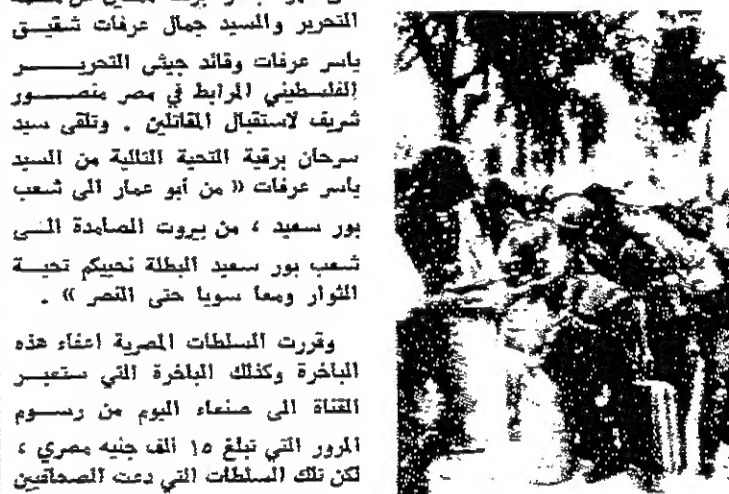 التحرير والسيد جمال عرفات شقيق
ياسر عرفات وقائد جيش التحرير
الفلسطيني المرابط في مصر منصور
شريف لاستقبال المقاتلين . وتلقى سيد
سرحان برقية التحية التالية من السيد
ياسر عرفات « من أبو عمار الى شعب
بور سعيد ، من بيروت الصامدة الى
شعب بور سعيد البطلة نحييكم تحية
الثوار ومعا سويا حتى النصر » .
وقررت السلطات المصرية اعفاء هذه
الباخرة وكذلك الباخرة التي ستعبر
القناة الى صنعاء اليوم من رسوم
المرور التي تبلغ ١٥ الف جنيه مصري ،
لكن تلك السلطات التي دعت الصحافيين